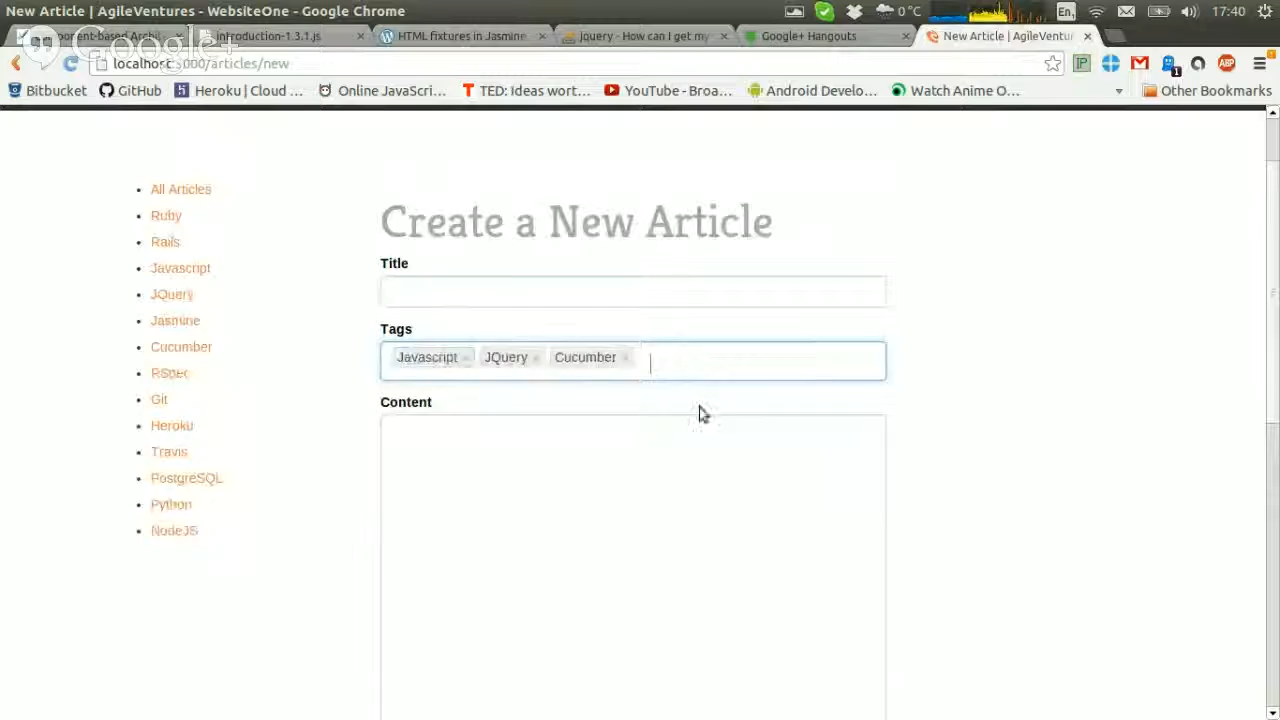 New Article | AgileVentures - WebsiteOne - Google Chrome
0 °C
En
17:40
Google+
introduction-1.3.1.js
HTML fixtures in Jasmine
jquery - How can I get my
Google+ Hangouts
New Article | AgileVentur
localhost:3000/articles/new
Bitbucket
GitHub
Heroku | Cloud ...
Online JavaScri...
TED: Ideas wort...
YouTube - Broa...
Android Develo...
Watch Anime O...
Other Bookmarks
All Articles
Ruby
Rails
Javascript
JQuery
Jasmine
Cucumber
RSpec
Git
Heroku
Travis
PostgreSQL
Python
NodeJS
Create a New Article
Title
Tags
Javascript × JQuery × Cucumber ×
Content